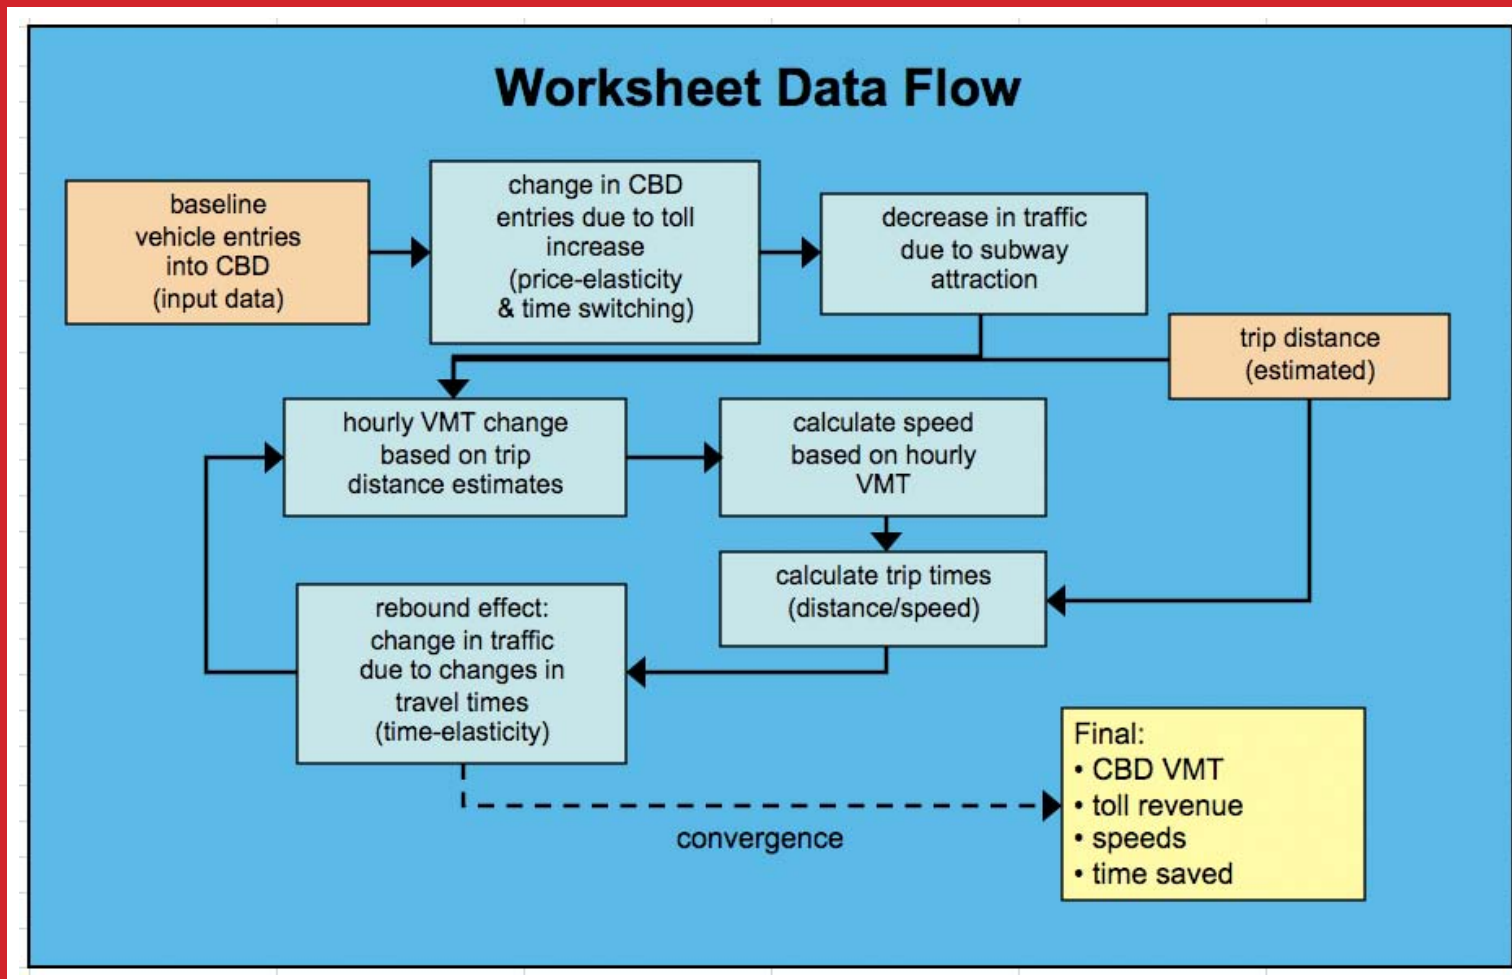 Worksheet Data Flow
baseline
vehicle entries
into CBD
(input data)
change in CBD
entries due to toll
increase
(price-elasticity
& time switching)
decrease in traffic
due to subway
attraction
trip distance
(estimated)
hourly VMT change
based on trip
distance estimates
calculate speed
based on hourly
VMT
calculate trip times
(distance/speed)
rebound effect:
change in traffic
due to changes in
travel times
(time-elasticity)
convergence
Final:
• CBD VMT
• toll revenue
• speeds
• time saved